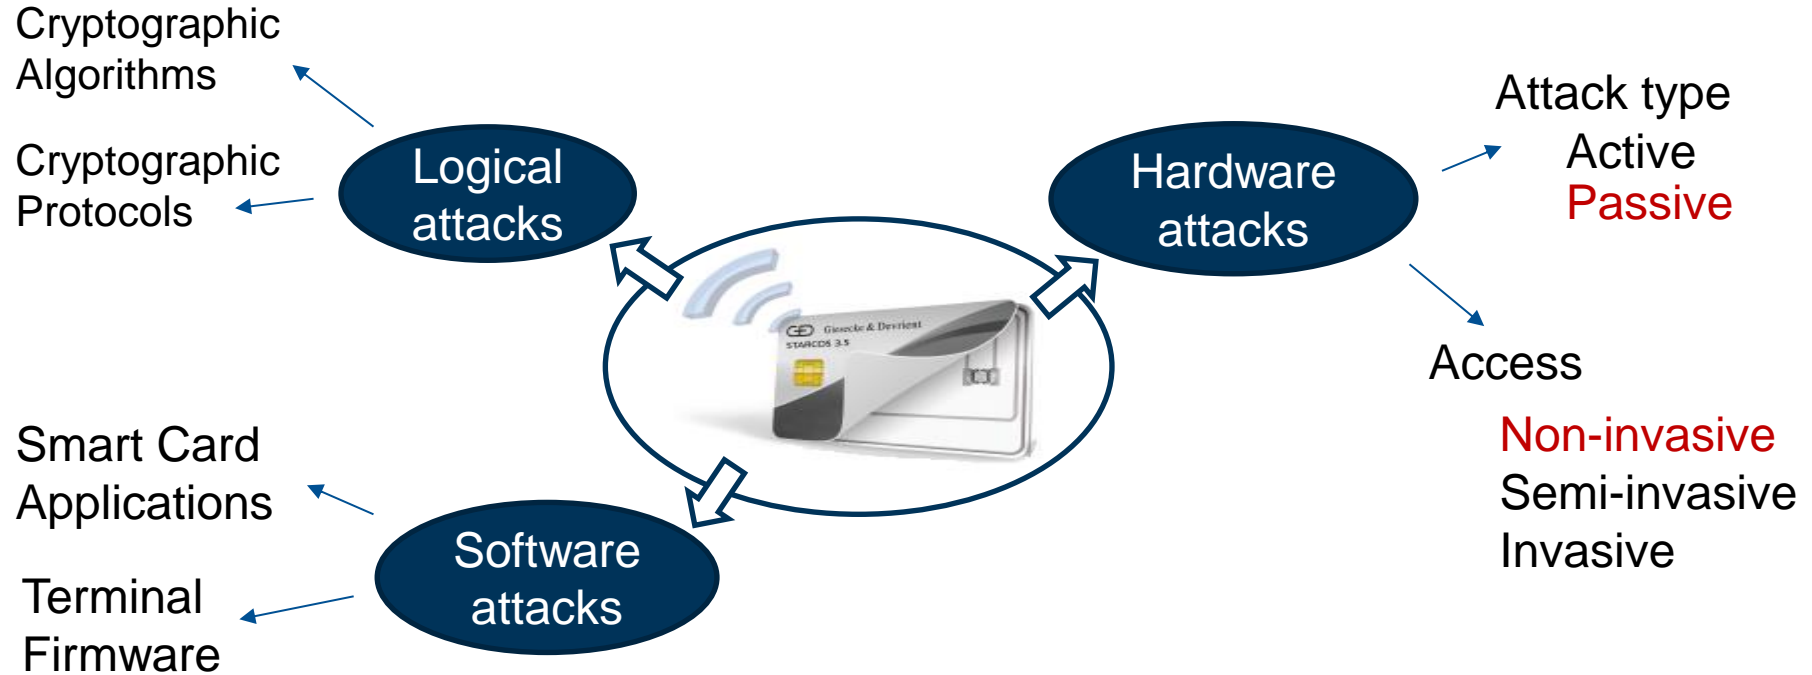 Cryptographic
Algorithms
Cryptographic
Protocols
Logical
attacks
Hardware
attacks
Attack type
Active
Passive
Access
Non-invasive
Semi-invasive
Invasive
Giesecke & Devrient
STARCOS 3.5
Smart Card
Applications
Terminal
Firmware
Software
attacks